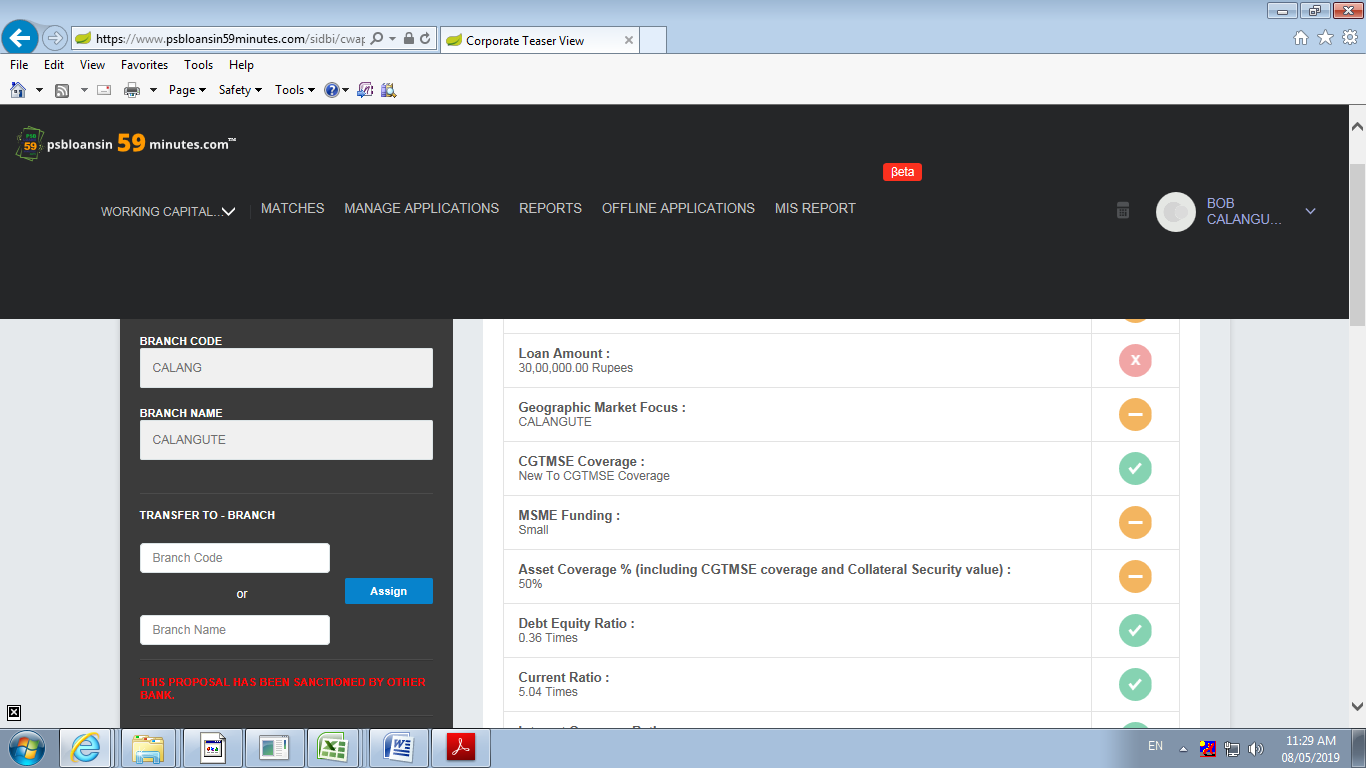 https://www.psbloansin59minutes.com/sidbi/cwap
Corporate Teaser View
File Edit View Favorites Tools Help
Page Safety Tools
PSB
59
psbloansin 59 minutes.com™
βeta
WORKING CAPITAL...
MATCHES
MANAGE APPLICATIONS
REPORTS
OFFLINE APPLICATIONS
MIS REPORT
BOB
CALANGU...
BRANCH CODE
CALANG
BRANCH NAME
CALANGUTE
TRANSFER TO - BRANCH
Branch Code
or
Assign
Branch Name
THIS PROPOSAL HAS BEEN SANCTIONED BY OTHER
BANK.
Loan Amount :
30,00,000.00 Rupees
Geographic Market Focus :
CALANGUTE
CGTMSE Coverage :
New To CGTMSE Coverage
MSME Funding :
Small
Asset Coverage % (including CGTMSE coverage and Collateral Security value) :
50%
Debt Equity Ratio :
0.36 Times
Current Ratio :
5.04 Times
EN
11:29 AM
08/05/2019